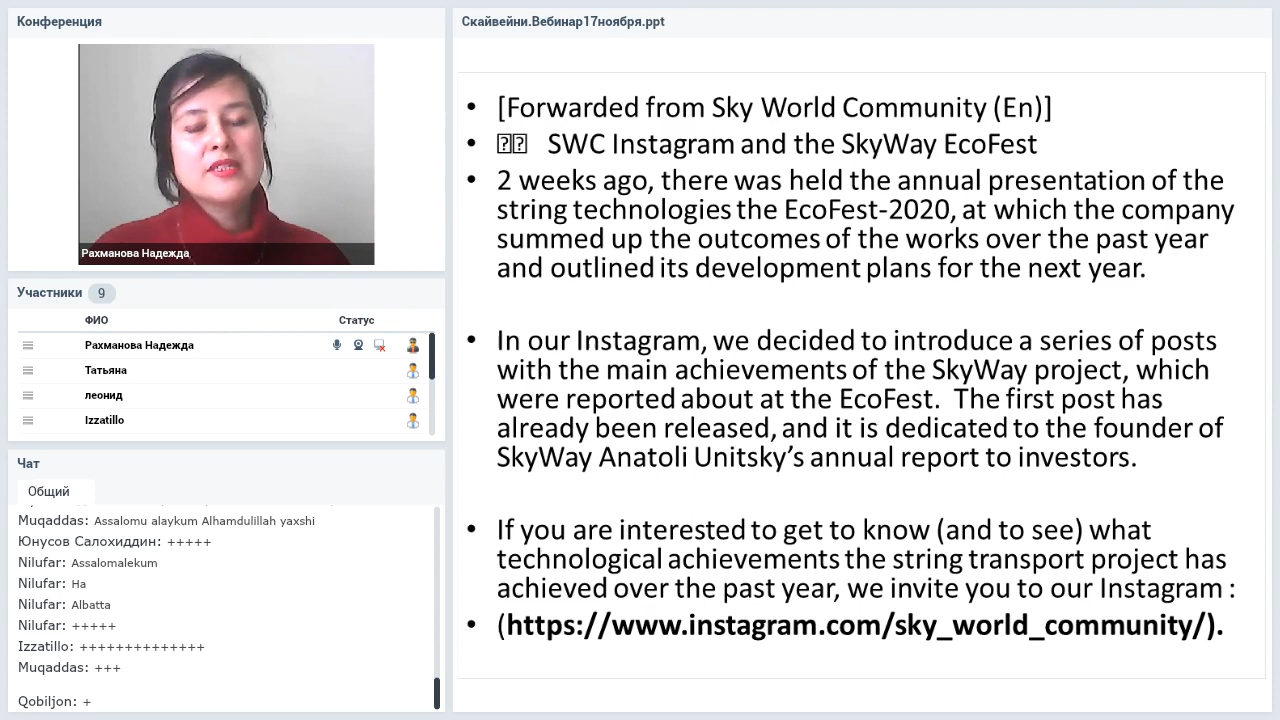 Конференция
Рахманова Надежда
Участники 9
ФИО Статус
Рахманова Надежда
Татьяна
леонид
Izzatillo
Чат
Общий
Muqaddas: Assalomu alaykum Alhamdulillah yaxshi
Юнусов Салохиддин: +++++
Nilufar: Assalomalekum
Nilufar: Ha
Nilufar: Albatta
Nilufar: +++++
Izzatillo: ++++++++++++++
Muqaddas: +++
Qobiljon: +
Скайвейни.Вебинар17ноября.ppt
• [Forwarded from Sky World Community (En)]
• SWC Instagram and the SkyWay EcoFest
• 2 weeks ago, there was held the annual presentation of the
string technologies the EcoFest-2020, at which the company
summed up the outcomes of the works over the past year
and outlined its development plans for the next year.
• In our Instagram, we decided to introduce a series of posts
with the main achievements of the SkyWay project, which
were reported about at the EcoFest. The first post has
already been released, and it is dedicated to the founder of
SkyWay Anatoli Unitsky’s annual report to investors.
• If you are interested to get to know (and to see) what
technological achievements the string transport project has
achieved over the past year, we invite you to our Instagram :
• (https://www.instagram.com/sky_world_community/).